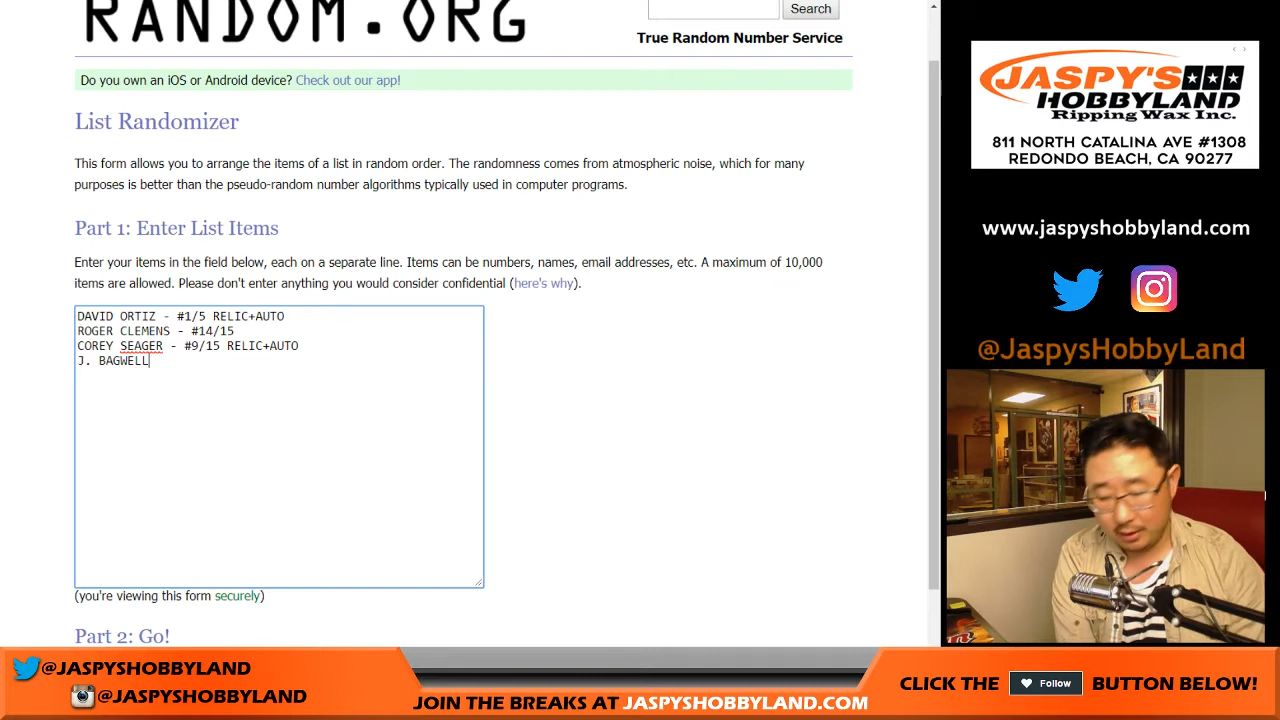 RANDOM.ORG
Search
True Random Number Service
Do you own an iOS or Android device? Check out our app!
List Randomizer
This form allows you to arrange the items of a list in random order. The randomness comes from atmospheric noise, which for many
purposes is better than the pseudo-random number algorithms typically used in computer programs.
Part 1: Enter List Items
Enter your items in the field below, each on a separate line. Items can be numbers, names, email addresses, etc. A maximum of 10,000
items are allowed. Please don't enter anything you would consider confidential (here's why).
DAVID ORTIZ - #1/5 RELIC+AUTO
ROGER CLEMENS - #14/15
COREY SEAGER - #9/15 RELIC+AUTO
J. BAGWELL
(you're viewing this form securely)
Part 2: Go!
JASPY'S
HOBBYLAND
Ripping Wax Inc.
811 NORTH CATALINA AVE #1308
REDONDO BEACH, CA 90277
www.jaspyshobbyland.com
@JaspysHobbyLand
@JASPYSHOBBYLAND
@JASPYSHOBBYLAND
JOIN THE BREAKS AT JASPYSHOBBYLAND.COM
CLICK THE Follow BUTTON BELOW!